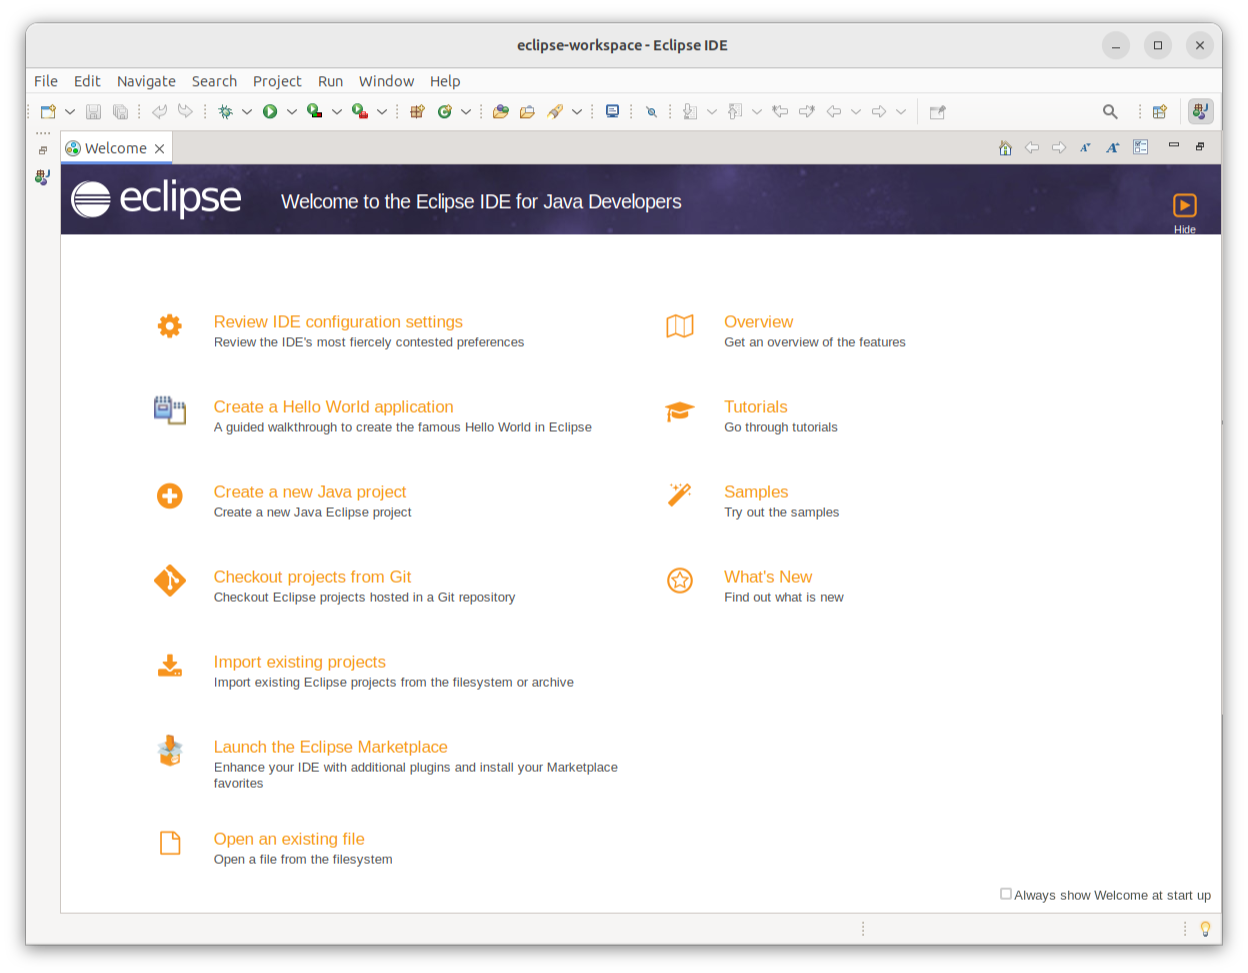 eclipse-workspace - Eclipse IDE
File Edit Navigate Search Project Run Window Help
Welcome
eclipse
Welcome to the Eclipse IDE for Java Developers
Hide
Review IDE configuration settings
Review the IDE's most fiercely contested preferences
Overview
Get an overview of the features
Create a Hello World application
A guided walkthrough to create the famous Hello World in Eclipse
Tutorials
Go through tutorials
Create a new Java project
Create a new Java Eclipse project
Samples
Try out the samples
Checkout projects from Git
Checkout Eclipse projects hosted in a Git repository
What's New
Find out what is new
Import existing projects
Import existing Eclipse projects from the filesystem or archive
Launch the Eclipse Marketplace
Enhance your IDE with additional plugins and install your Marketplace
favorites
Open an existing file
Open a file from the filesystem
Always show Welcome at start up